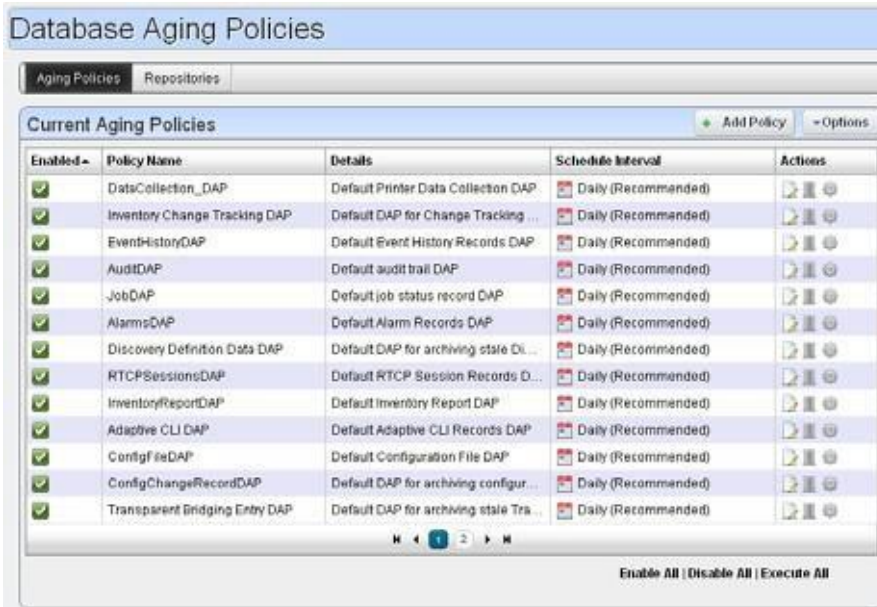 Database Aging Policies
Aging Policies Repositories
Current Aging Policies + Add Policy Options
Enabled Policy Name Details Schedule Interval Actions
DataCollection_DAP Default Printer Data Collection DAP Daily (Recommended)
Inventory Change Tracking DAP Default DAP for Change Tracking ... Daily (Recommended)
EventHistoryDAP Default Event History Records DAP Daily (Recommended)
AuditDAP Default audit trail DAP Daily (Recommended)
JobDAP Default job status record DAP Daily (Recommended)
AlarmsDAP Default Alarm Records DAP Daily (Recommended)
Discovery Definition Data DAP Default DAP for archiving stale Di... Daily (Recommended)
RTCPSessionsDAP Default RTCP Session Records D... Daily (Recommended)
InventoryReportDAP Default Inventory Report DAP Daily (Recommended)
Adaptive CLI DAP Default Adaptive CLI Records DAP Daily (Recommended)
ConfigFileDAP Default Configuration File DAP Daily (Recommended)
ConfigChangeRecordDAP Default DAP for archiving configur... Daily (Recommended)
Transparent Bridging Entry DAP Default DAP for archiving stale Tra... Daily (Recommended)
1 2
Enable All | Disable All | Execute All